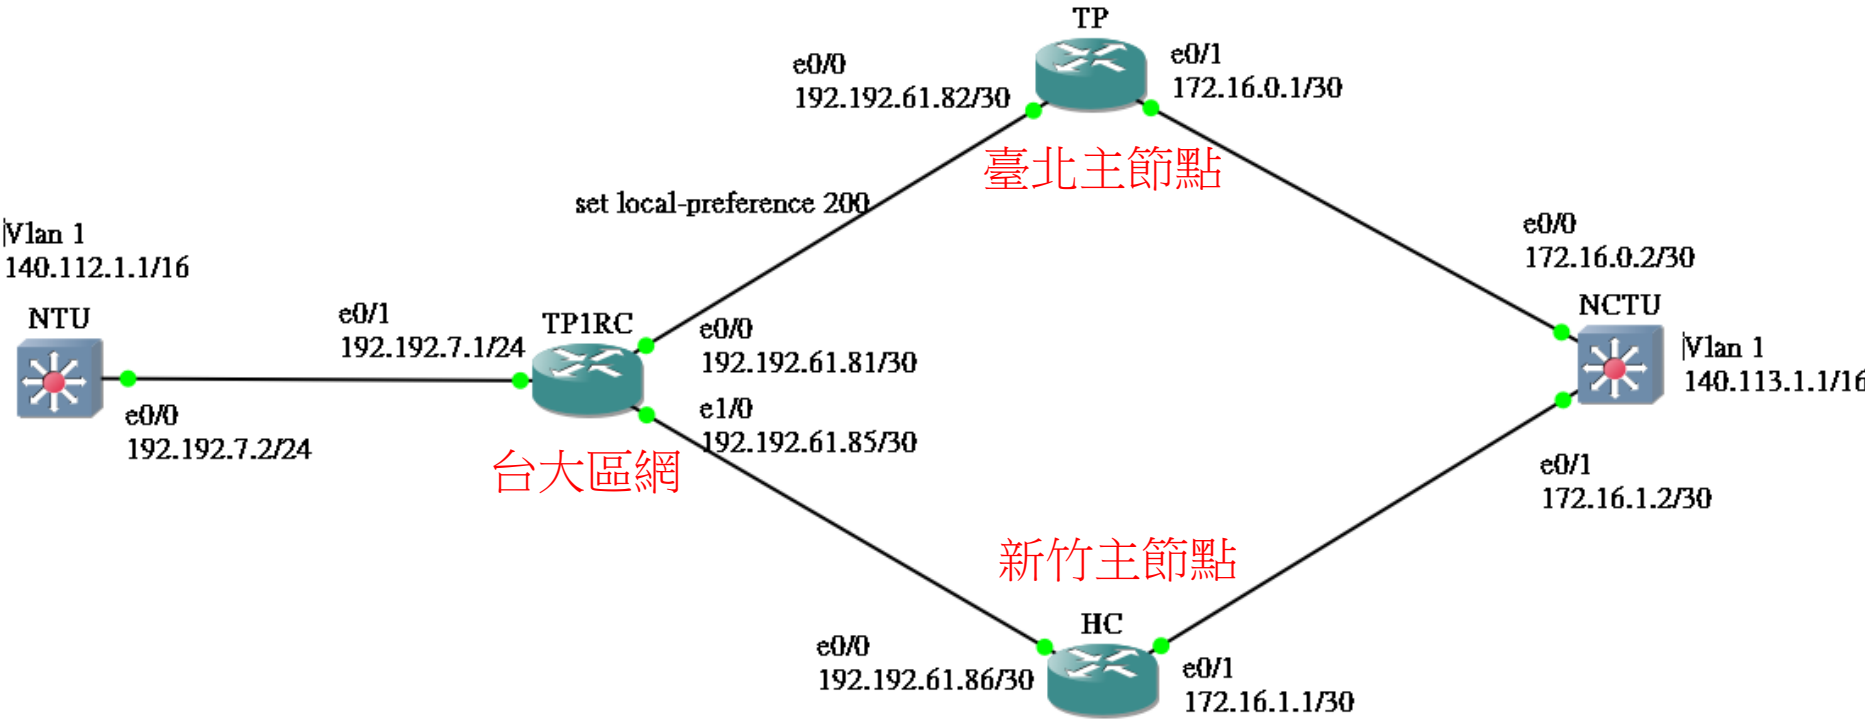 TP
e0/0
192.192.61.82/30
e0/1
172.16.0.1/30
臺北主節點
set local-preference 200
Vlan 1
140.112.1.1/16
NTU
e0/0
192.192.7.2/24
e0/1
192.192.7.1/24
TP1RC
e0/0
192.192.61.81/30
e1/0
192.192.61.85/30
台大區網
e0/0
172.16.0.2/30
NCTU
Vlan 1
140.113.1.1/16
e0/1
172.16.1.2/30
新竹主節點
HC
e0/0
192.192.61.86/30
e0/1
172.16.1.1/30